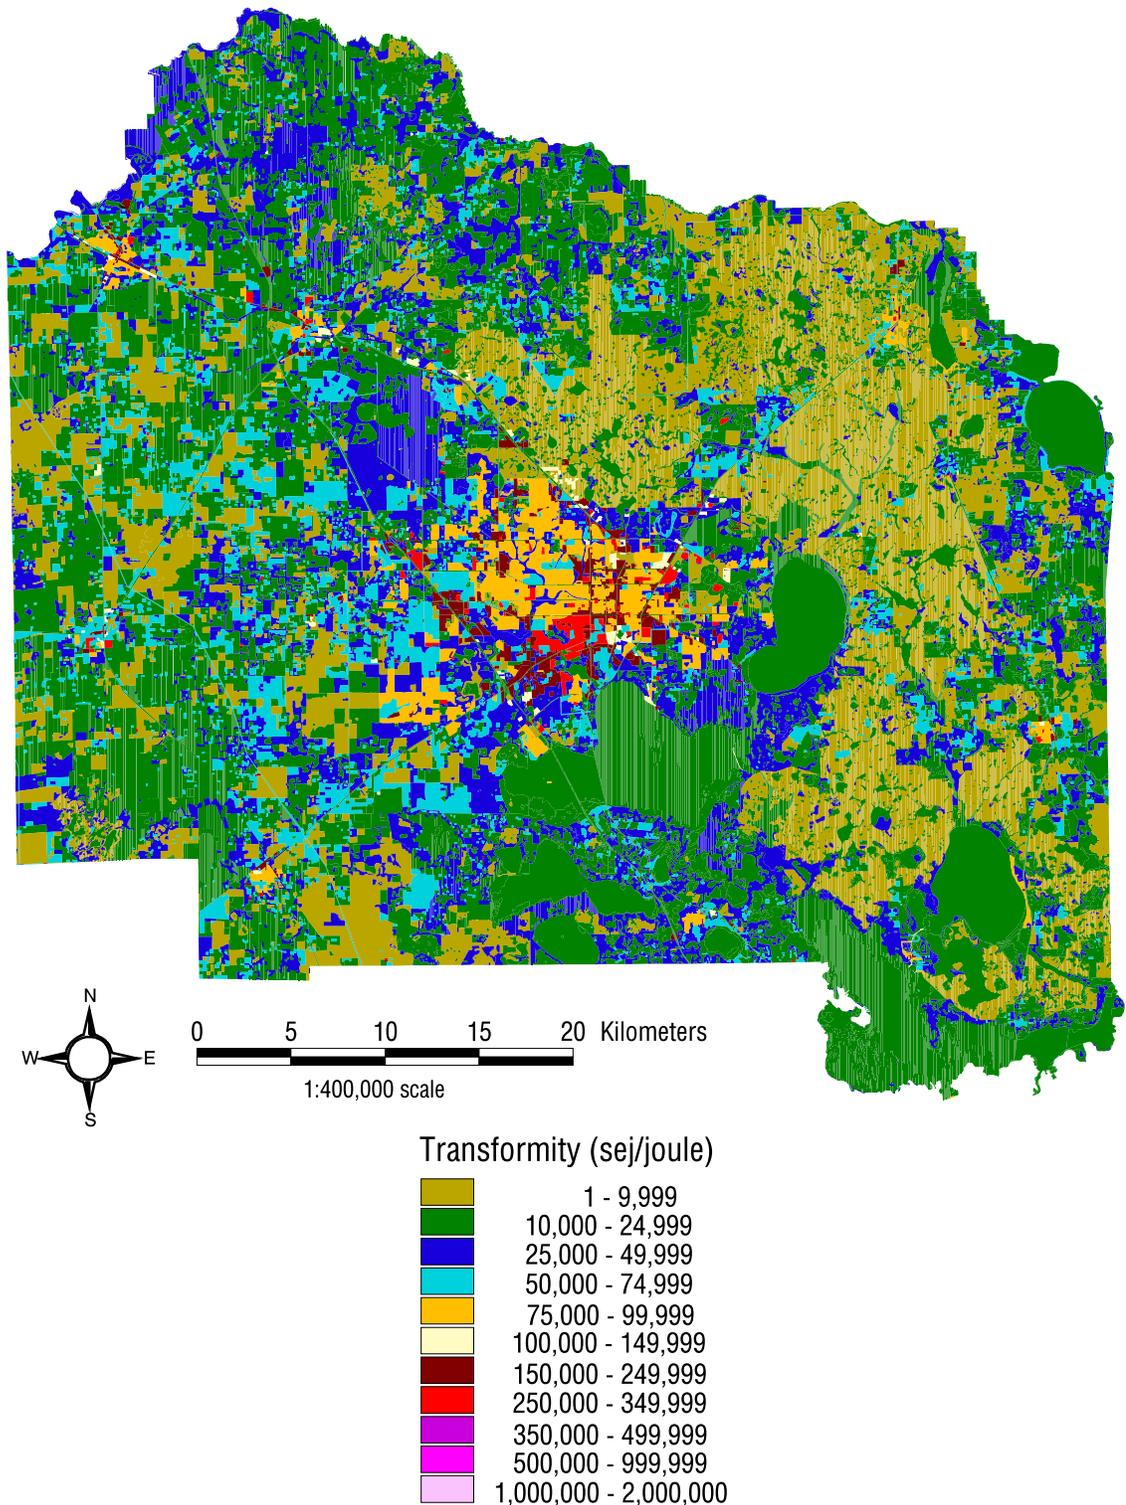 N
W E
S
0 5 10 15 20 Kilometers
1:400,000 scale
Transformity (sej/joule)
1 - 9,999
10,000 - 24,999
25,000 - 49,999
50,000 - 74,999
75,000 - 99,999
100,000 - 149,999
150,000 - 249,999
250,000 - 349,999
350,000 - 499,999
500,000 - 999,999
1,000,000 - 2,000,000